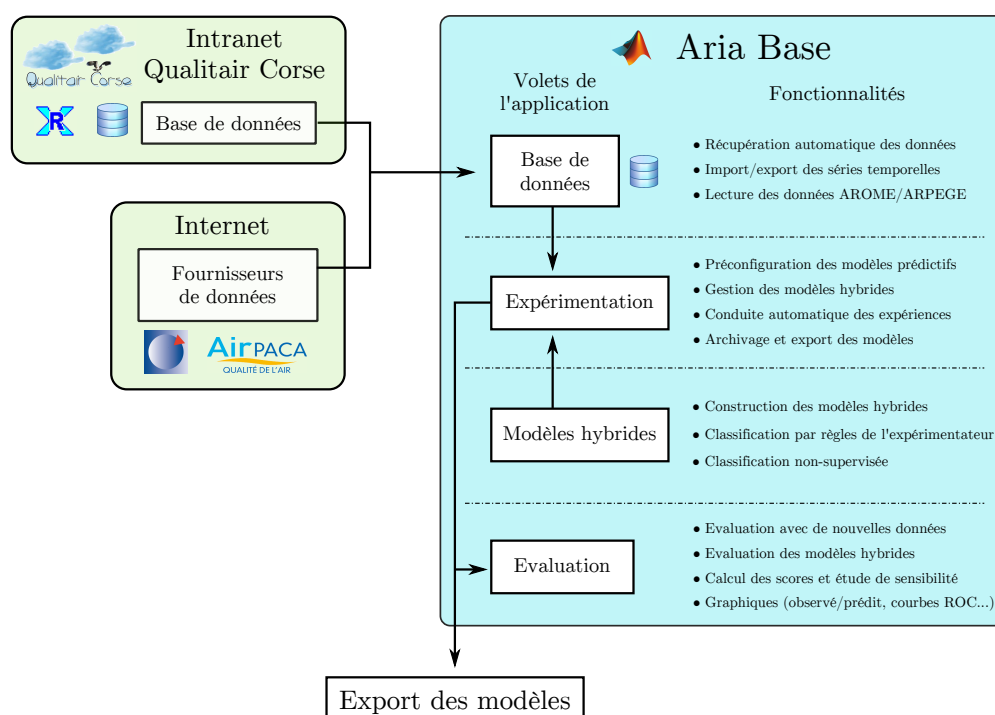 Intranet
Qualitair Corse
Qualitair Corse
R
Base de données
Internet
Fournisseurs
de données
AirPACA
QUALITÉ DE L'AIR
Aria Base
Volets de
l'application
Fonctionnalités
Base de
données
• Récupération automatique des données
• Import/export des séries temporelles
• Lecture des données AROME/ARPEGE
Expérimentation
• Préconfiguration des modèles prédictifs
• Gestion des modèles hybrides
• Conduite automatique des expériences
• Archivage et export des modèles
Modèles hybrides
• Construction des modèles hybrides
• Classification par règles de l'expérimentateur
• Classification non-supervisée
Evaluation
• Evaluation avec de nouvelles données
• Evaluation des modèles hybrides
• Calcul des scores et étude de sensibilité
• Graphiques (observé/prédit, courbes ROC...)
Export des modèles